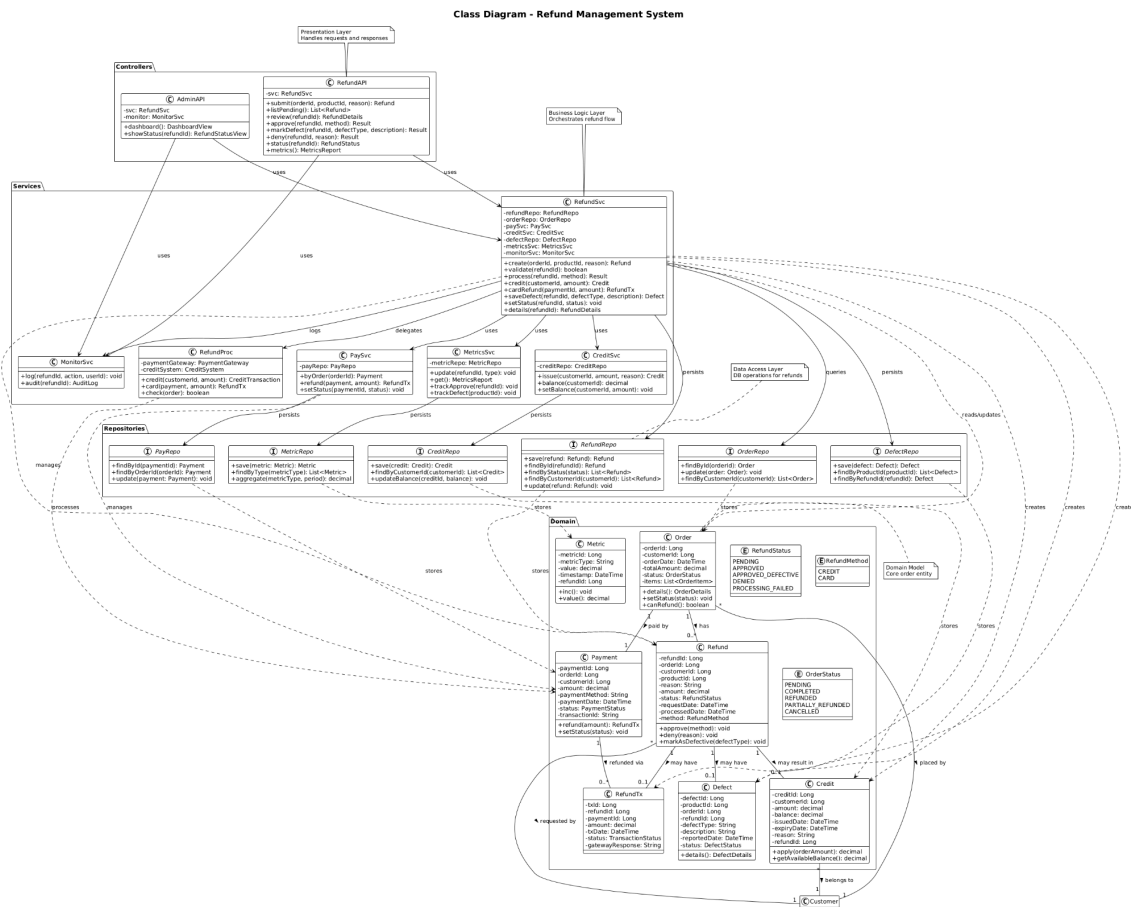 Class Diagram - Refund Management System
Presentation Layer
Handles requests and responses
Controllers
C RefundAPI
-svc: RefundSvc
+submit(orderId, productId, reason): Refund
+listPending(): List<Refund>
+review(refundId): RefundDetails
+approve(refundId, method): Result
+markDefect(refundId, defectType, description): Result
+deny(refundId, reason): Result
+status(refundId): RefundStatus
+metrics(): MetricsReport
C AdminAPI
-svc: RefundSvc
-monitor: MonitorSvc
+dashboard(): DashboardView
+showStatus(refundId): RefundStatusView
Business Logic Layer
Orchestrates refund flow
uses
uses
Services
C RefundSvc
-refundRepo: RefundRepo
-orderRepo: OrderRepo
-paySvc: PaySvc
-creditSvc: CreditSvc
-defectRepo: DefectRepo
-metricsSvc: MetricsSvc
-monitorSvc: MonitorSvc
+create(orderId, productId, reason): Refund
+validate(refundId): boolean
+process(refundId, method): Result
+credit(customerId, amount): Credit
+cardRefund(paymentId, amount): RefundTx
+saveDefect(refundId, defectType, description): Defect
+setStatus(refundId, status): void
+details(refundId): RefundDetails
uses
uses
logs
delegates
uses
uses
uses
C MonitorSvc
+log(refundId, action, userId): void
+audit(refundId): AuditLog
C RefundProc
-paymentGateway: PaymentGateway
-creditSystem: CreditSystem
+credit(customerId, amount): CreditTransaction
+card(payment, amount): RefundTx
+check(order): boolean
C PaySvc
-payRepo: PayRepo
+byOrder(orderId): Payment
+refund(payment, amount): RefundTx
+setStatus(paymentId, status): void
C MetricsSvc
-metricRepo: MetricRepo
+update(refundId, type): void
+get(): MetricsReport
+trackApprove(refundId): void
+trackDefect(productId): void
C CreditSvc
-creditRepo: CreditRepo
+issue(customerId, amount, reason): Credit
+balance(customerId): decimal
+setBalance(customerId, amount): void
Data Access Layer
DB operations for refunds
persists
queries
persists
persists
persists
persists
reads/updates
Repositories
I PayRepo
+findById(paymentId): Payment
+findByOrderId(orderId): Payment
+update(payment: Payment): void
I MetricRepo
+save(metric: Metric): Metric
+findByType(metricType): List<Metric>
+aggregate(metricType, period): decimal
I CreditRepo
+save(credit: Credit): Credit
+findByCustomerId(customerId): List<Credit>
+updateBalance(creditId, balance): void
I RefundRepo
+save(refund: Refund): Refund
+findById(refundId): Refund
+findByStatus(status): List<Refund>
+findByCustomerId(customerId): List<Refund>
+update(refund: Refund): void
I OrderRepo
+findById(orderId): Order
+update(order: Order): void
+findByCustomerId(customerId): List<Order>
I DefectRepo
+save(defect: Defect): Defect
+findByProductId(productId): List<Defect>
+findByRefundId(refundId): Defect
manages
processes
manages
stores
stores
creates
creates
creates
Domain
C Metric
-metricId: Long
-metricType: String
-value: decimal
-timestamp: DateTime
-refundId: Long
+inc(): void
+value(): decimal
C Order
-orderId: Long
-customerId: Long
-orderDate: DateTime
-totalAmount: decimal
-status: OrderStatus
-items: List<OrderItem>
+details(): OrderDetails
+setStatus(status): void
+canRefund(): boolean
E RefundStatus
PENDING
APPROVED
APPROVED_DEFECTIVE
DENIED
PROCESSING_FAILED
E RefundMethod
CREDIT
CARD
Domain Model
Core order entity
stores
stores
stores
stores
1
paid by
1
1
has
0..*
*
C Payment
-paymentId: Long
-orderId: Long
-customerId: Long
-amount: decimal
-paymentMethod: String
-paymentDate: DateTime
-status: PaymentStatus
-transactionId: String
+refund(amount): RefundTx
+setStatus(status): void
C Refund
-refundId: Long
-orderId: Long
-customerId: Long
-productId: Long
-reason: String
-amount: decimal
-status: RefundStatus
-requestDate: DateTime
-processedDate: DateTime
-method: RefundMethod
+approve(method): void
+deny(reason): void
+markAsDefective(defectType): void
E OrderStatus
PENDING
COMPLETED
REFUNDED
PARTIALLY_REFUNDED
CANCELLED
1
refunded via
0..*
*
1
may have
0..1
1
may have
0..1
1
may result in
0..1
placed by
C RefundTx
-txId: Long
-refundId: Long
-paymentId: Long
-amount: decimal
-txDate: DateTime
-status: TransactionStatus
-gatewayResponse: String
C Defect
-defectId: Long
-productId: Long
-orderId: Long
-refundId: Long
-defectType: String
-description: String
-reportedDate: DateTime
-status: DefectStatus
+details(): DefectDetails
C Credit
-creditId: Long
-customerId: Long
-amount: decimal
-balance: decimal
-issuedDate: DateTime
-expiryDate: DateTime
-reason: String
-refundId: Long
+apply(orderAmount): decimal
+getAvailableBalance(): decimal
requested by
*
belongs to
1
1
1
C Customer